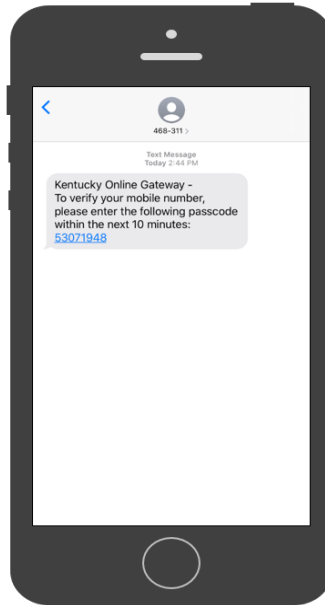 468-311 >
Text Message
Today 2:44 PM
Kentucky Online Gateway -
To verify your mobile number,
please enter the following passcode
within the next 10 minutes:
53071948